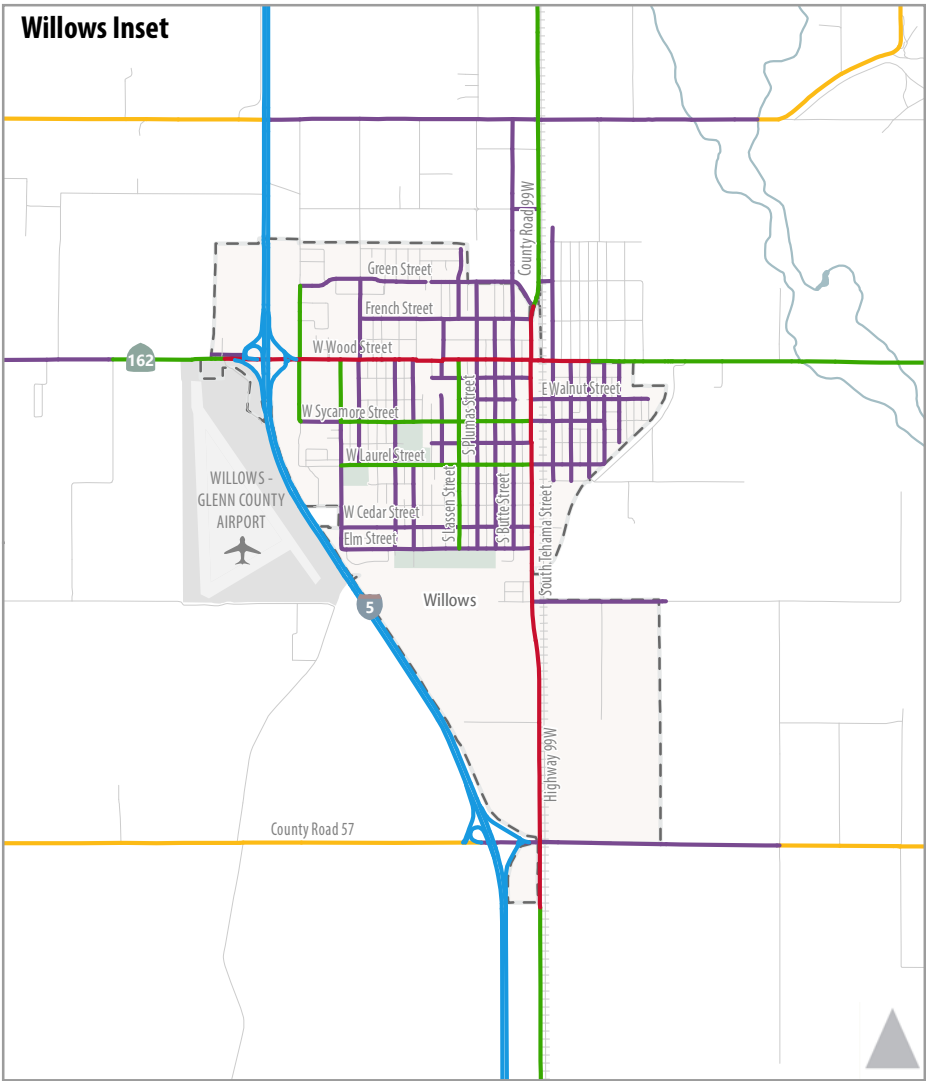 Willows Inset
County Road 99W
Green Street
French Street
W Wood Street
162
E Walnut Street
S Plumas Street
W Sycamore Street
W Laurel Street
WILLOWS -
GLENN COUNTY
AIRPORT
S Lassen Street
S Butte Street
W Cedar Street
Elm Street
South Tehama Street
Willows
5
Highway 99W
County Road 57